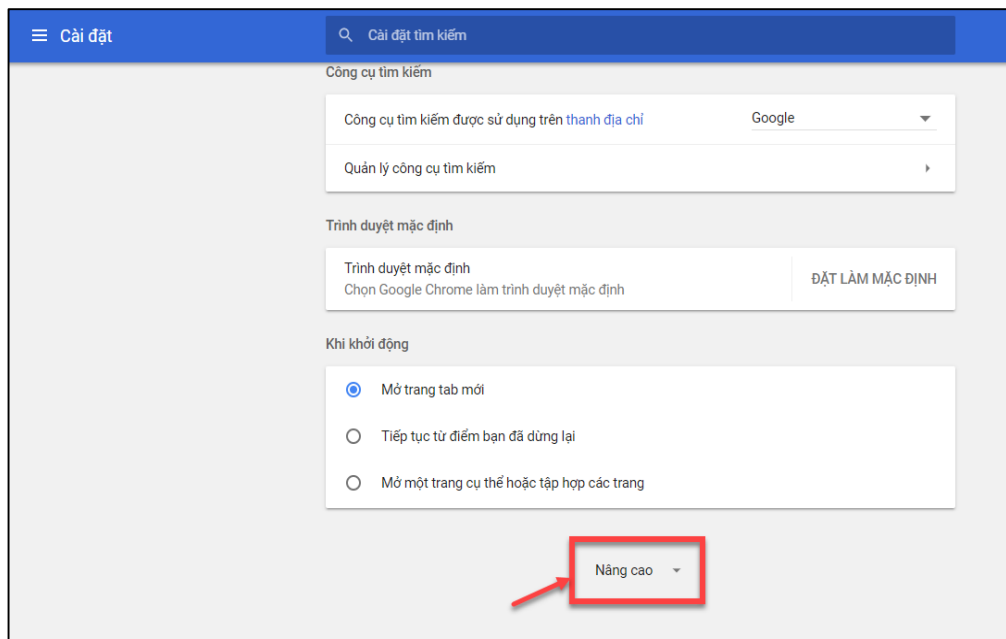 Cài đặt
Cài đặt tìm kiếm
Công cụ tìm kiếm
Công cụ tìm kiếm được sử dụng trên thanh địa chỉ
Google
Quản lý công cụ tìm kiếm
Trình duyệt mặc định
Trình duyệt mặc định
Chọn Google Chrome làm trình duyệt mặc định
ĐẶT LÀM MẶC ĐỊNH
Khi khởi động
Mở trang tab mới
Tiếp tục từ điểm bạn đã dừng lại
Mở một trang cụ thể hoặc tập hợp các trang
Nâng cao